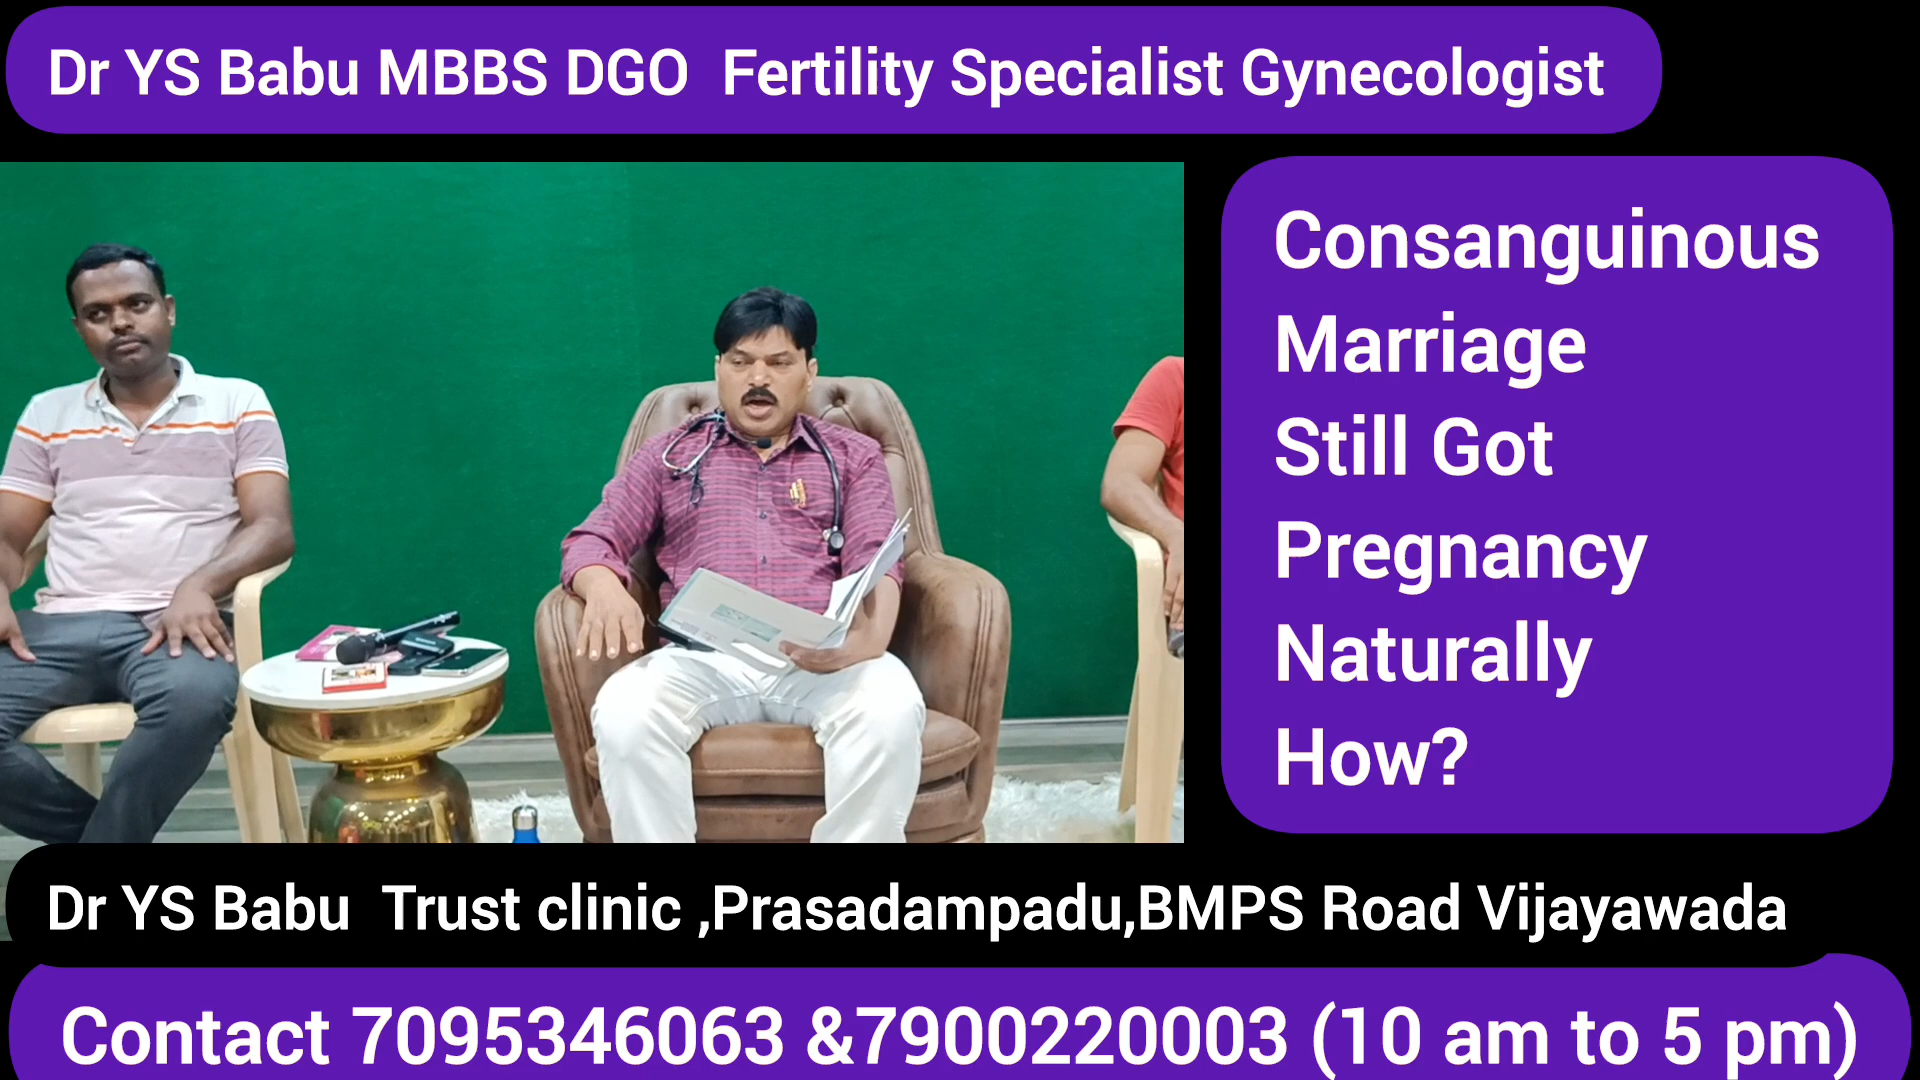 Dr YS Babu MBBS DGO  Fertility Specialist Gynecologist
Consanguinous
Marriage
Still Got
Pregnancy
Naturally
How?
Dr YS Babu  Trust clinic ,Prasadampadu,BMPS Road Vijayawada
Contact 7095346063 &7900220003 (10 am to 5 pm)